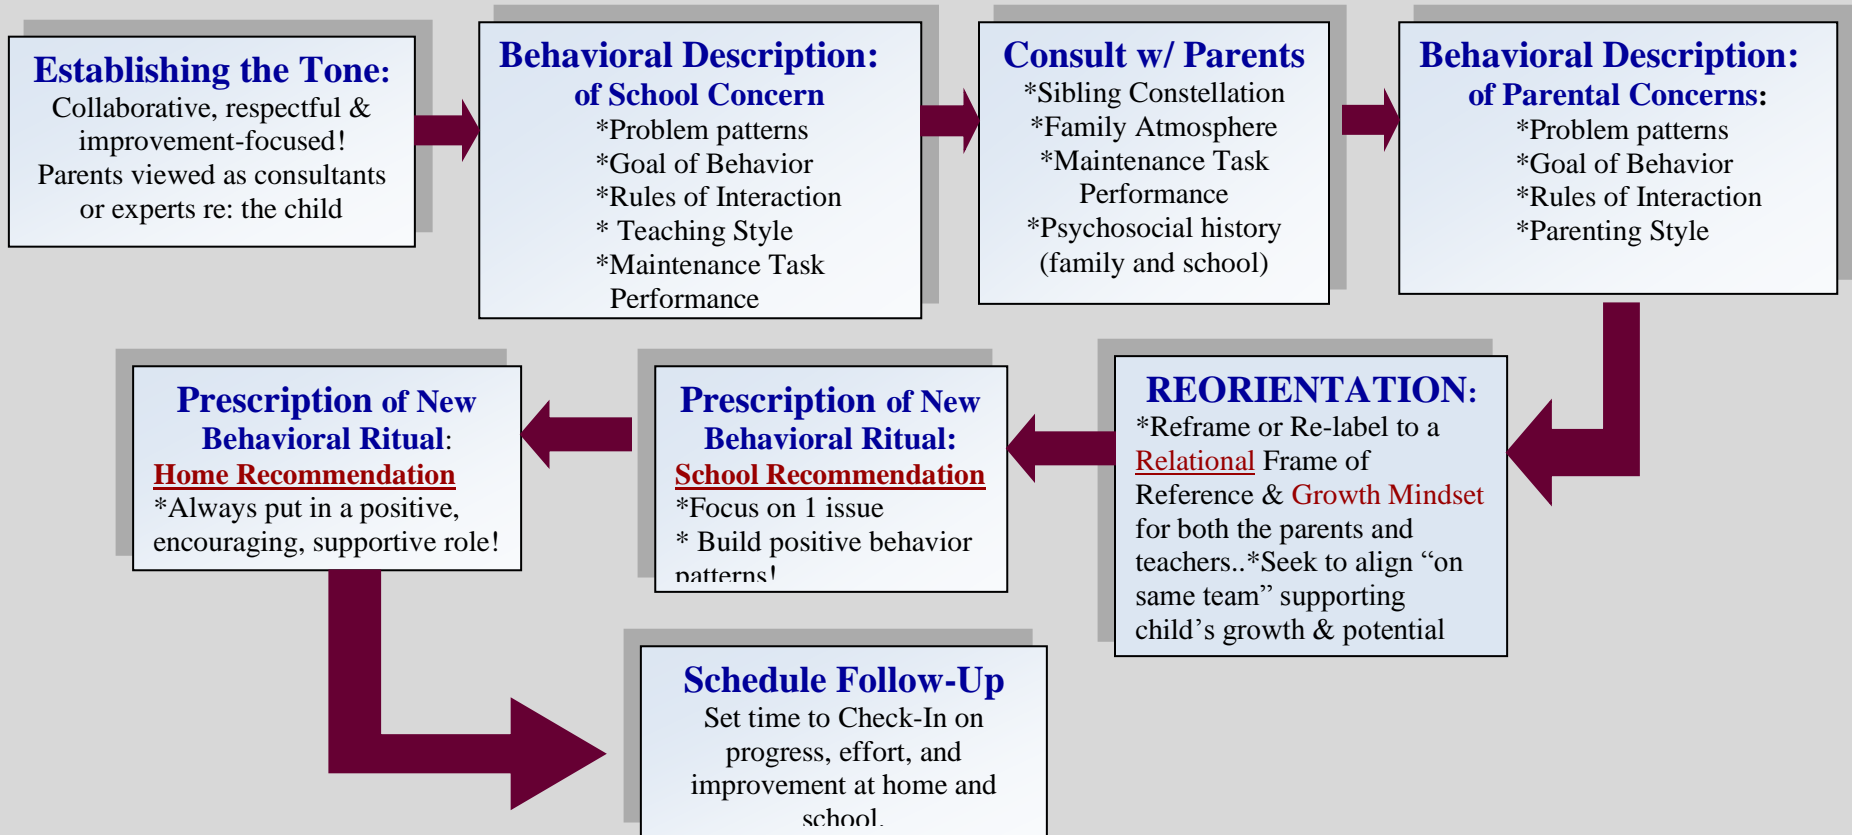 Establishing the Tone:
Collaborative, respectful &
improvement-focused!
Parents viewed as consultants
or experts re: the child
Behavioral Description:
of School Concern
*Problem patterns
*Goal of Behavior
*Rules of Interaction
* Teaching Style
*Maintenance Task
Performance
Consult w/ Parents
*Sibling Constellation
*Family Atmosphere
*Maintenance Task
Performance
*Psychosocial history
(family and school)
Behavioral Description:
of Parental Concerns:
*Problem patterns
*Goal of Behavior
*Rules of Interaction
*Parenting Style
REORIENTATION:
*Reframe or Re-label to a
Relational Frame of
Reference & Growth Mindset
for both the parents and
teachers..*Seek to align “on
same team” supporting
child’s growth & potential
Prescription of New
Behavioral Ritual:
School Recommendation
*Focus on 1 issue
* Build positive behavior
patterns!
Prescription of New
Behavioral Ritual:
Home Recommendation
*Always put in a positive,
encouraging, supportive role!
Schedule Follow-Up
Set time to Check-In on
progress, effort, and
improvement at home and
school.